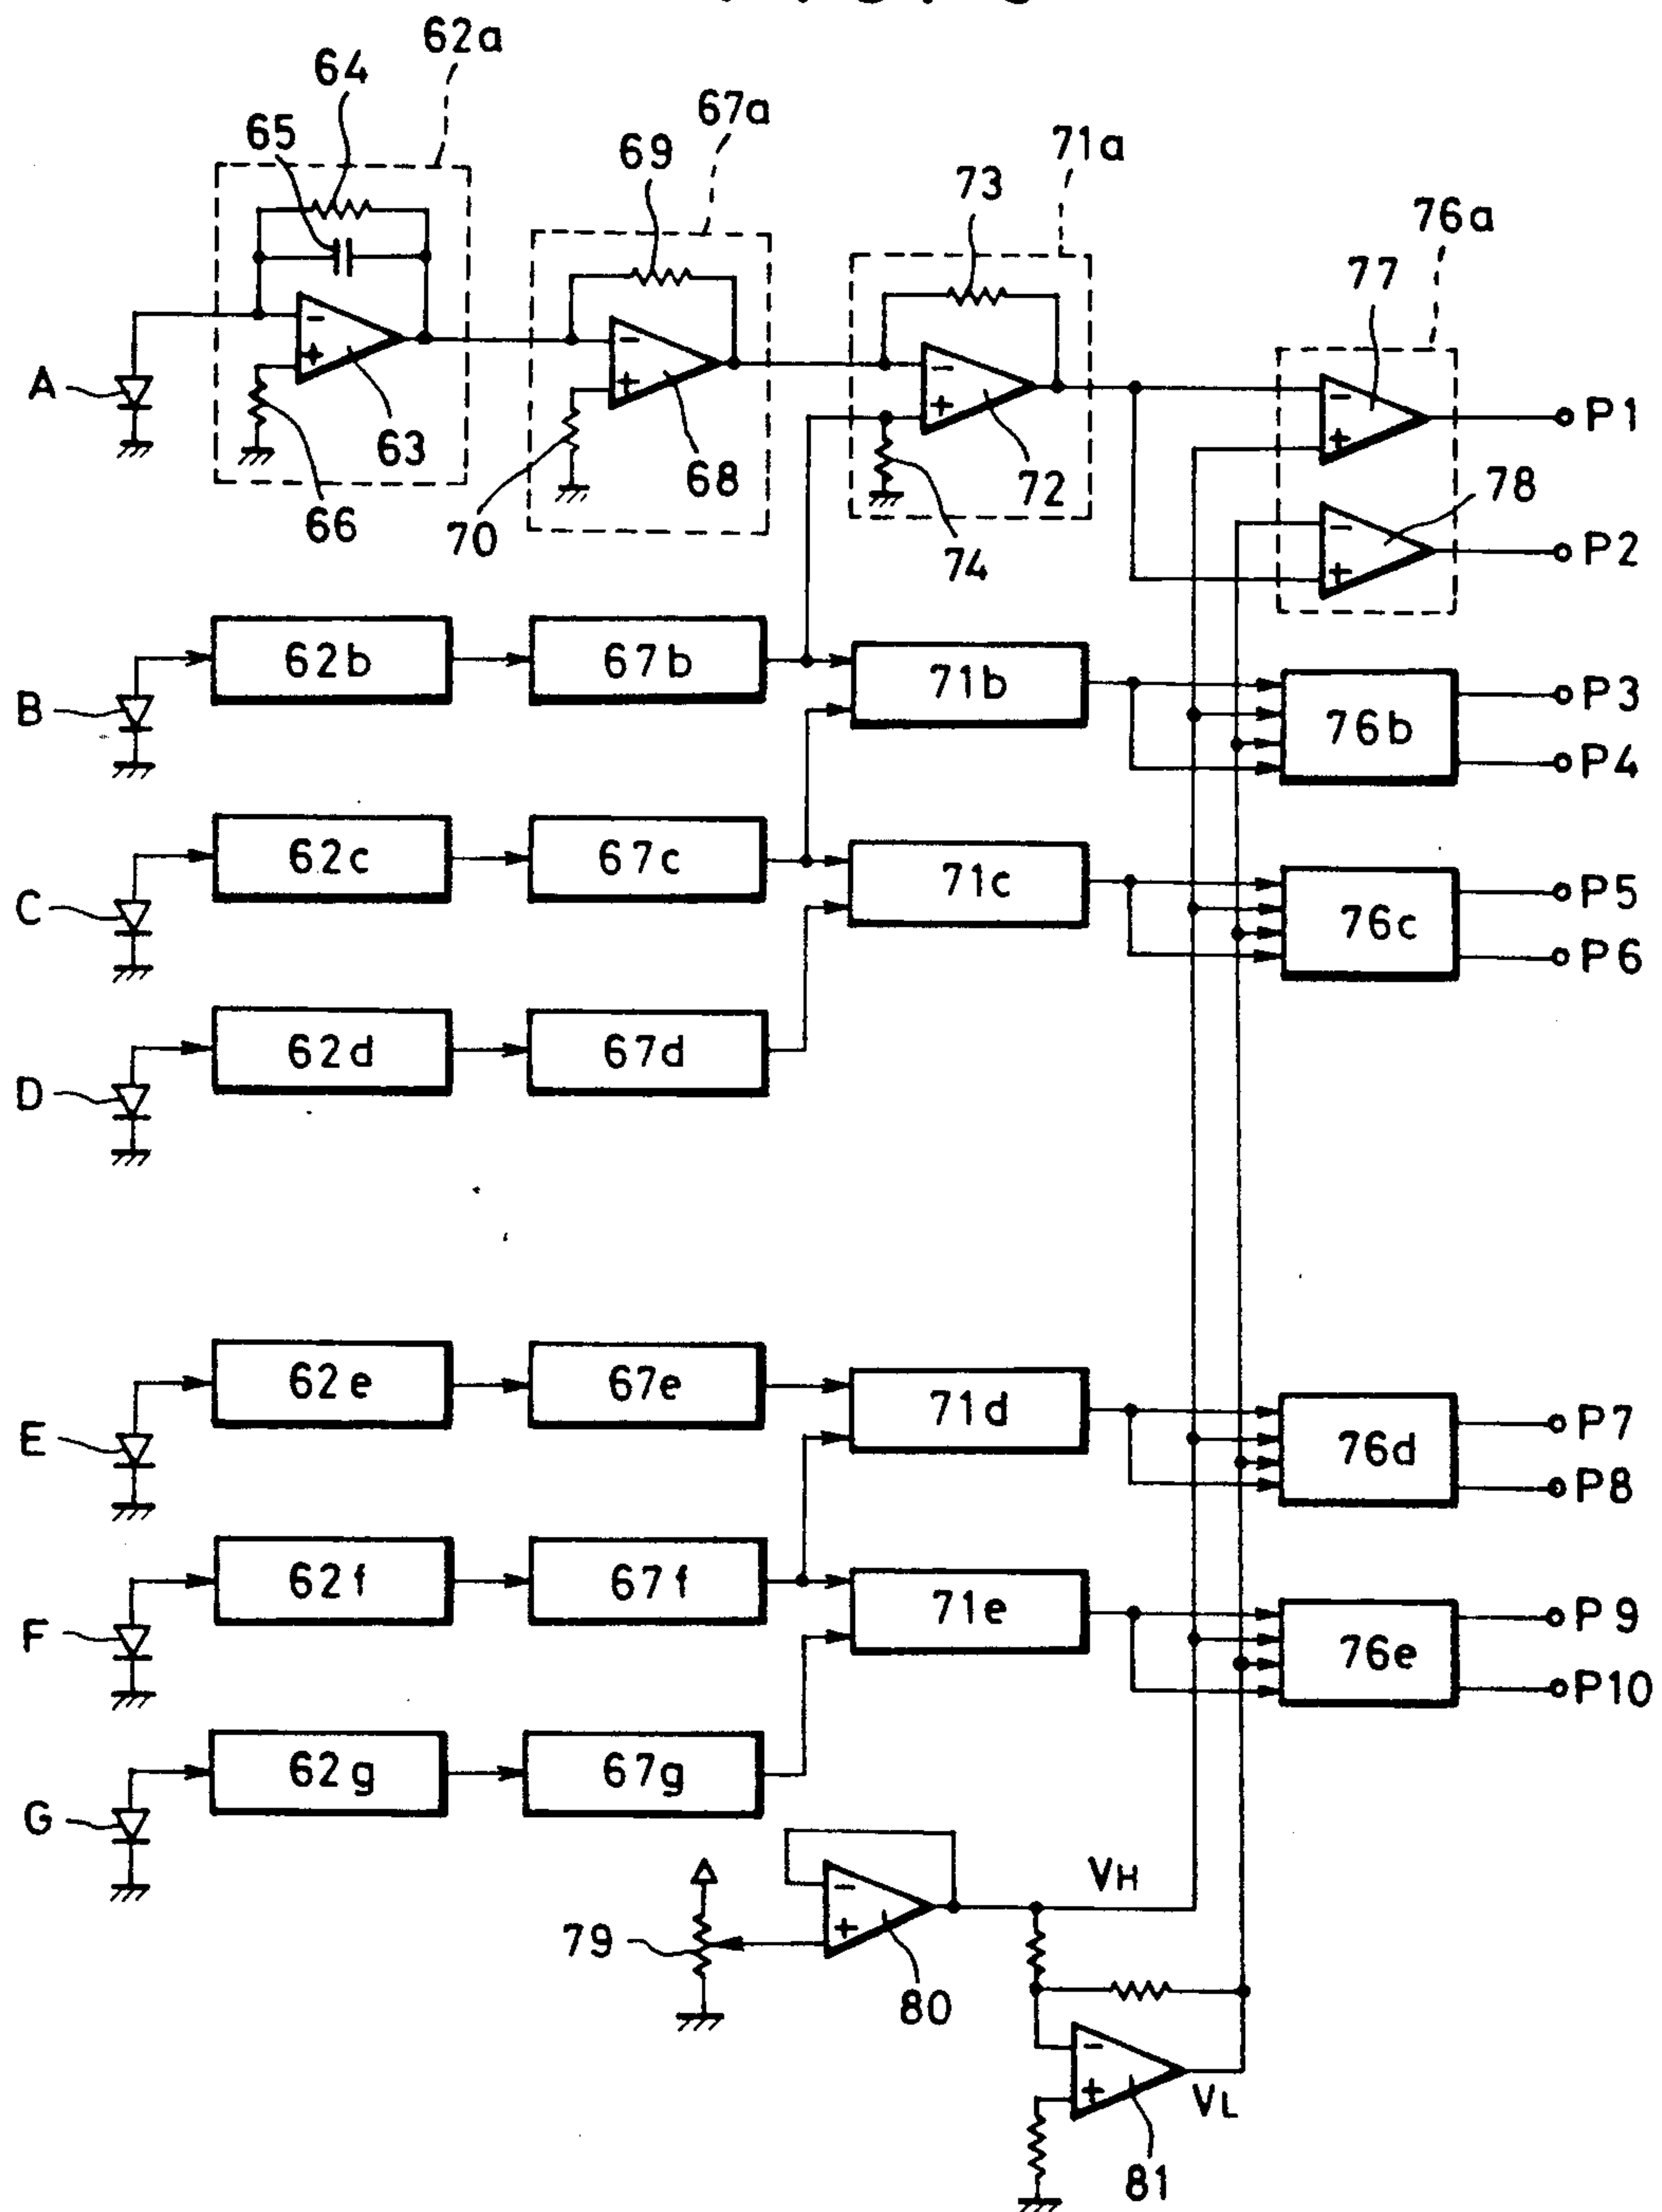 62a
64
67a
65
69
71a
73
76a
77
-
+
-
+
-
+
-
+
A
P1
63
68
72
78
66
70
74
-
+
P2
62b
67b
71b
B
76b
P3
P4
62c
67c
71c
C
76c
P5
P6
62d
67d
D
62e
67e
71d
E
76d
P7
P8
62f
67f
71e
F
76e
P9
P10
62g
67g
G
VH
-
+
79
80
-
+
VL
81